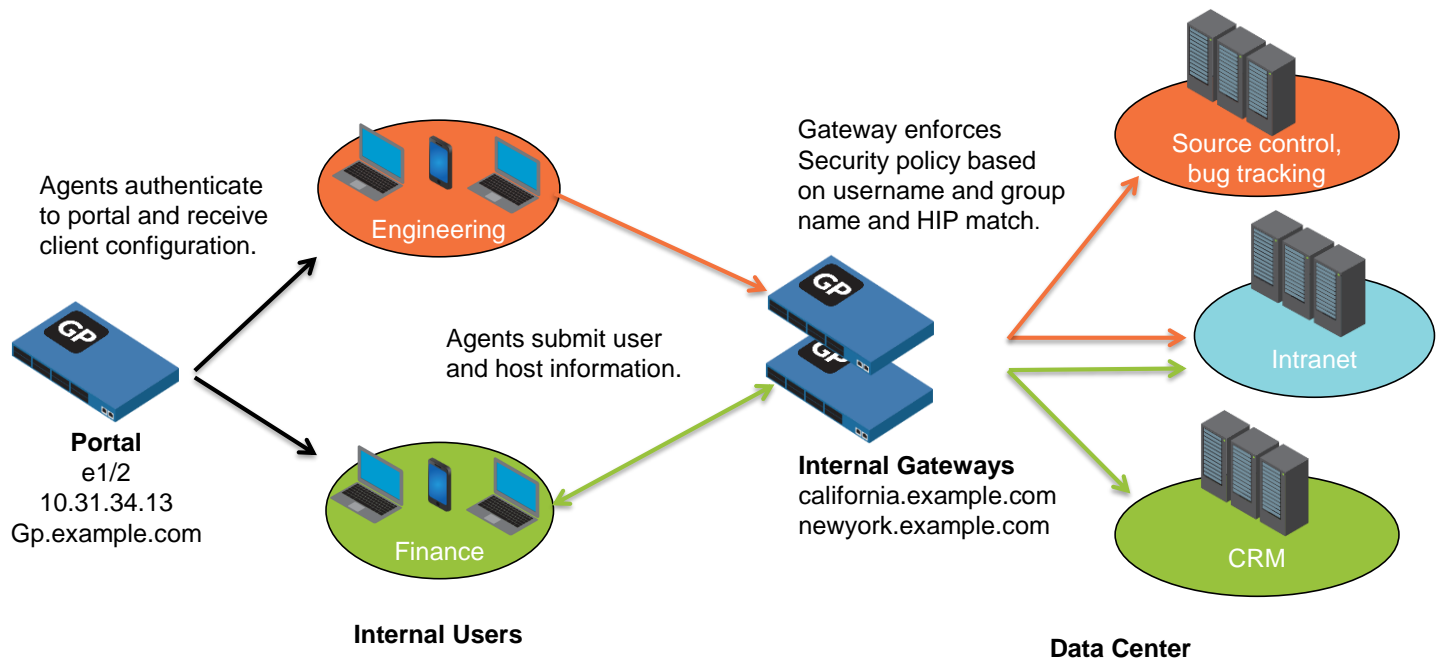 Agents authenticate
to portal and receive
client configuration.
GP
Portal
e1/2
10.31.34.13
Gp.example.com
Engineering
Agents submit user
and host information.
Finance
Internal Users
Gateway enforces
Security policy based
on username and group
name and HIP match.
GP
GP
Internal Gateways
california.example.com
newyork.example.com
Source control,
bug tracking
Intranet
CRM
Data Center